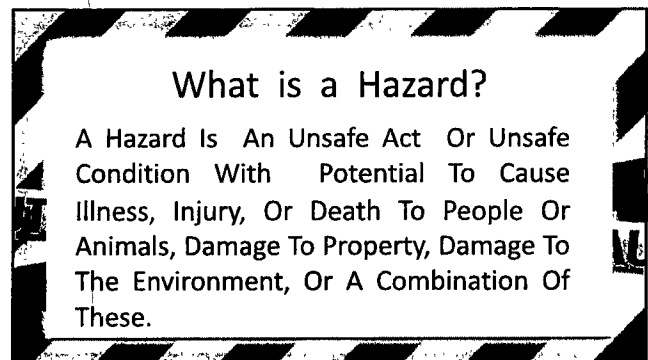 What is a Hazard?
A Hazard Is An Unsafe Act Or Unsafe
Condition With Potential To Cause
Illness, Injury, Or Death To People Or
Animals, Damage To Property, Damage To
The Environment, Or A Combination Of
These.